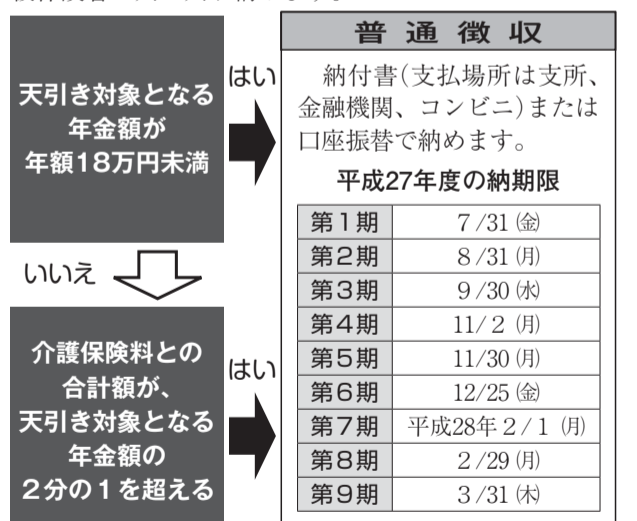 天引き対象となる
年金額が
年額18万円未満
はい
いいえ
介護保険料との
合計額が、
天引き対象となる
年金額の
2分の1を超える
はい
普通徴収
納付書(支払場所は支所、
金融機関、コンビニ)または
口座振替で納めます。
平成27年度の納期限
第1期 7/31㈮
第2期 8/31㈪
第3期 9/30㈬
第4期 11/2㈪
第5期 11/30㈪
第6期 12/25㈮
第7期 平成28年2/1㈪
第8期 2/29㈪
第9期 3/31㈭